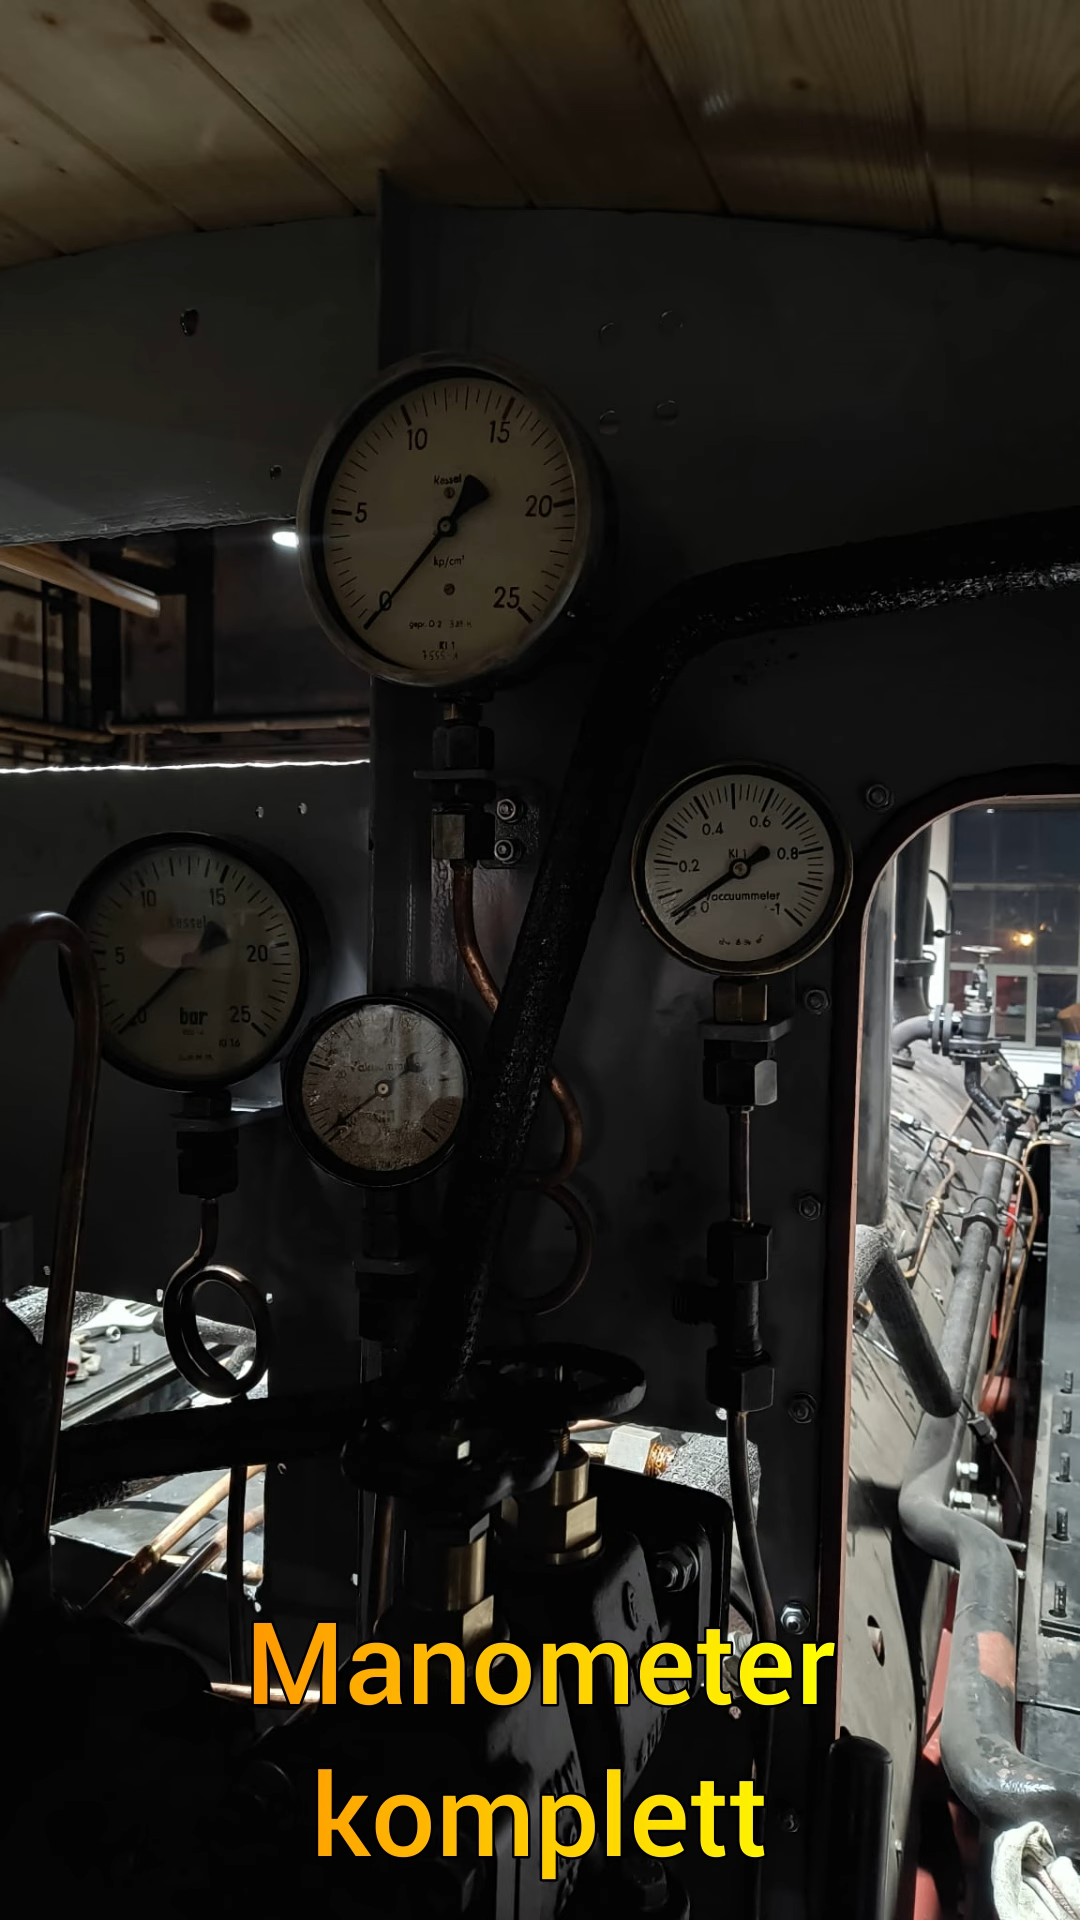 10 15
Kessel
5 20
kp/cm²
0 25
Kl 1
0.4 0.6
Kl 1
0.2 0.8
Vaccuummeter
0 -1
10 15
Kessel
5 20
0 bar 25
Kl 1.6
Manometer
komplett